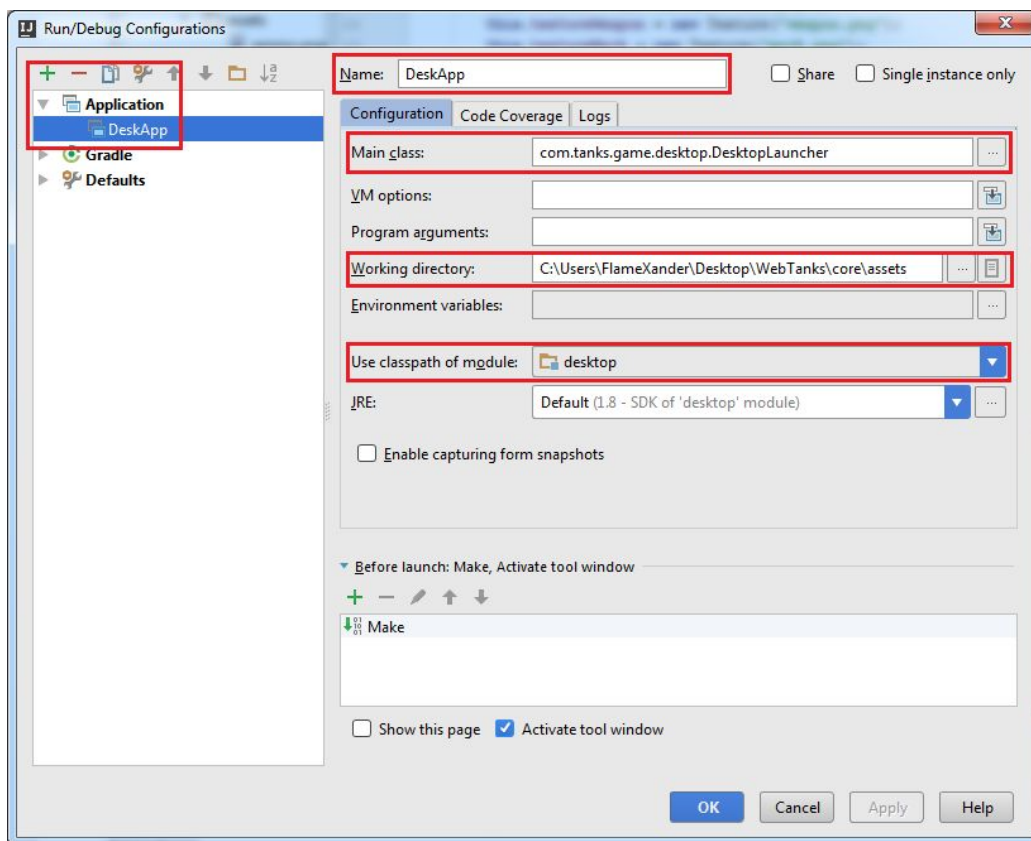 Run/Debug Configurations
Application
DeskApp
Gradle
Defaults
Name: DeskApp Share Single instance only
Configuration Code Coverage Logs
Main class: com.tanks.game.desktop.DesktopLauncher ...
VM options:
Program arguments:
Working directory: C:\Users\FlameXander\Desktop\WebTanks\core\assets ...
Environment variables: ...
Use classpath of module: desktop
JRE: Default (1.8 - SDK of 'desktop' module) ...
Enable capturing form snapshots
Before launch: Make, Activate tool window
Make
Show this page Activate tool window
OK Cancel Apply Help